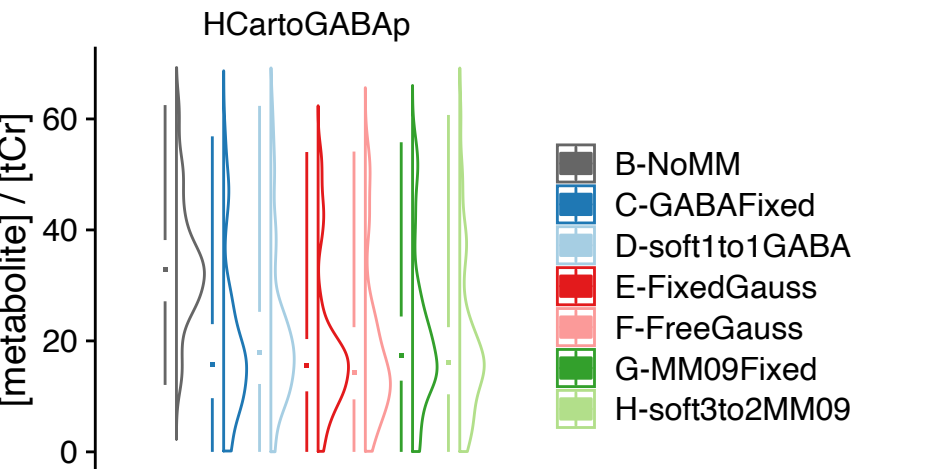 HCartoGABAp
[metabolite] / [tCr]
60
40
20
0
B-NoMM
C-GABAFixed
D-soft1to1GABA
E-FixedGauss
F-FreeGauss
G-MM09Fixed
H-soft3to2MM09